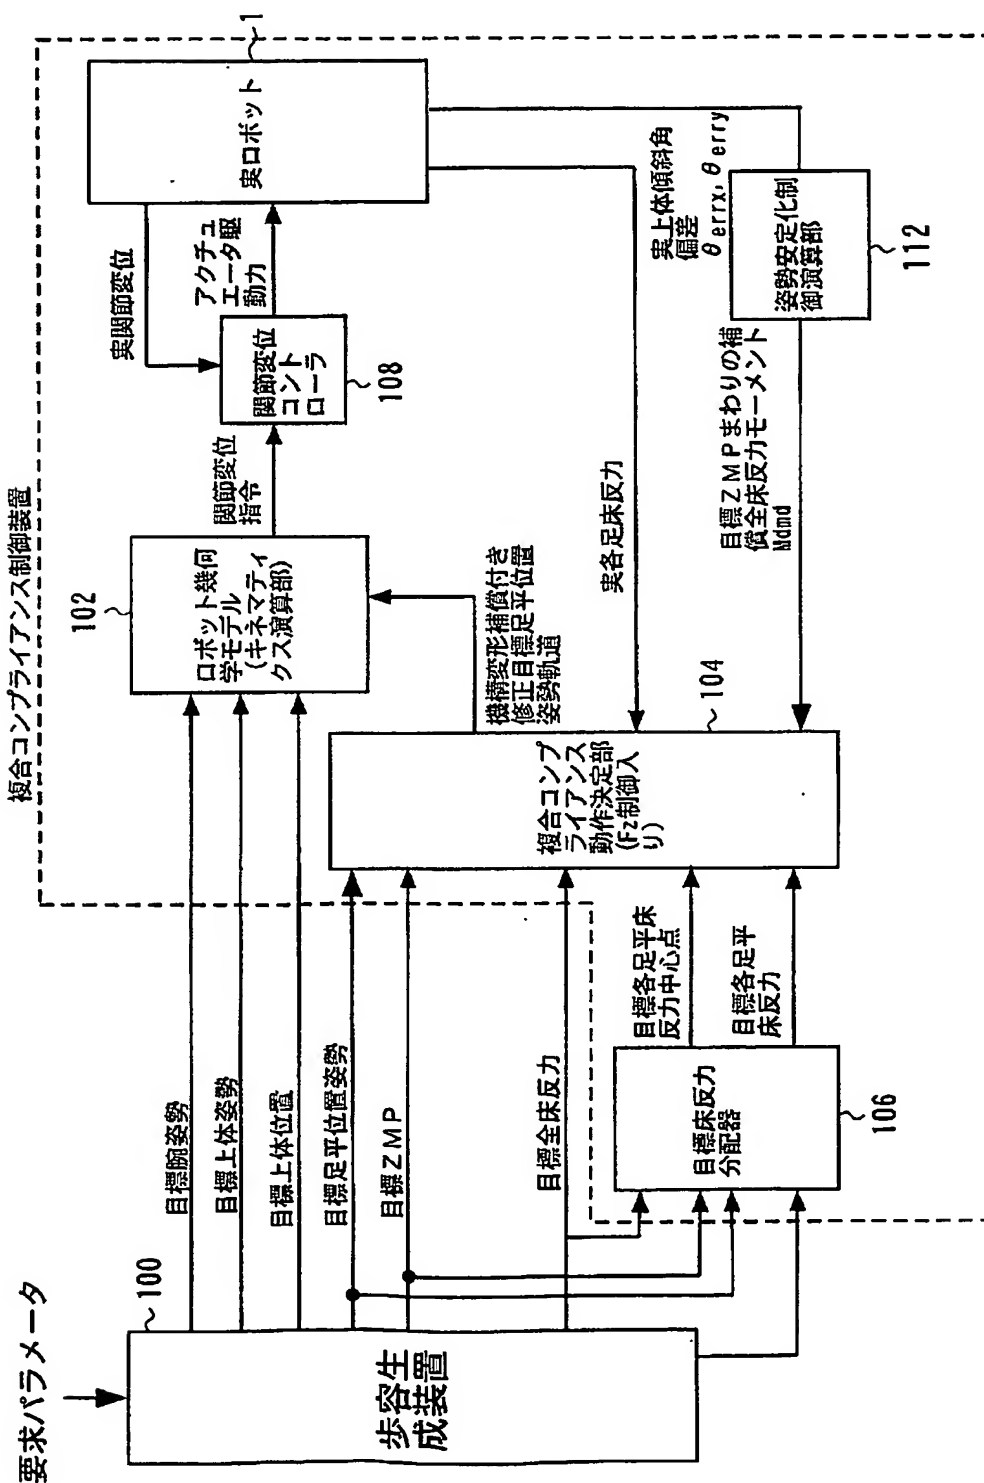 要求パラメータ
100
歩容生
成装置
目標腕姿勢
目標上体姿勢
目標上体位置
目標足平位置姿勢
目標ZMP
目標全床反力
目標床反力
分配器
106
目標各足平床
反力中心点
目標各足平
床反力
複合コンプライアンス制御装置
102
ロボット幾何
学モデル
(キネマティ
クス演算部)
複合コンプ
ライアンス
動作決定部
(Fz制御入
り)
104
機構変形補償付き
修正目標足平位置
姿勢軌道
関節変位
指令
関節変位
コント
ローラ
108
実関節変位
アクチュ
エータ駆
動力
実ロボット
1
実各足床反力
実上体傾斜角
偏差
θerrx, θerry
姿勢安定化制
御演算部
112
目標ZMPまわりの補
償全床反力モーメント
Mdmd